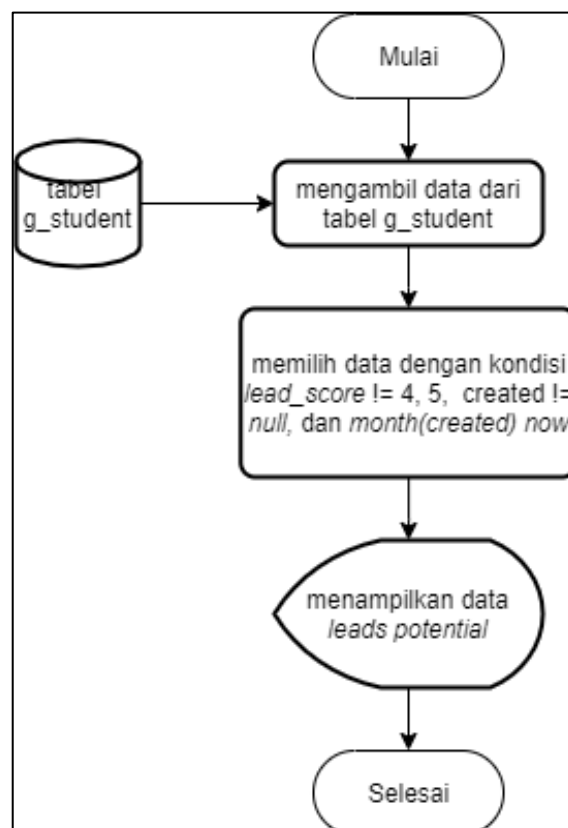 Mulai
tabel
g_student
mengambil data dari
tabel g_student
memilih data dengan kondisi
lead_score != 4, 5, created !=
null, dan month(created) now
menampilkan data
leads potential
Selesai